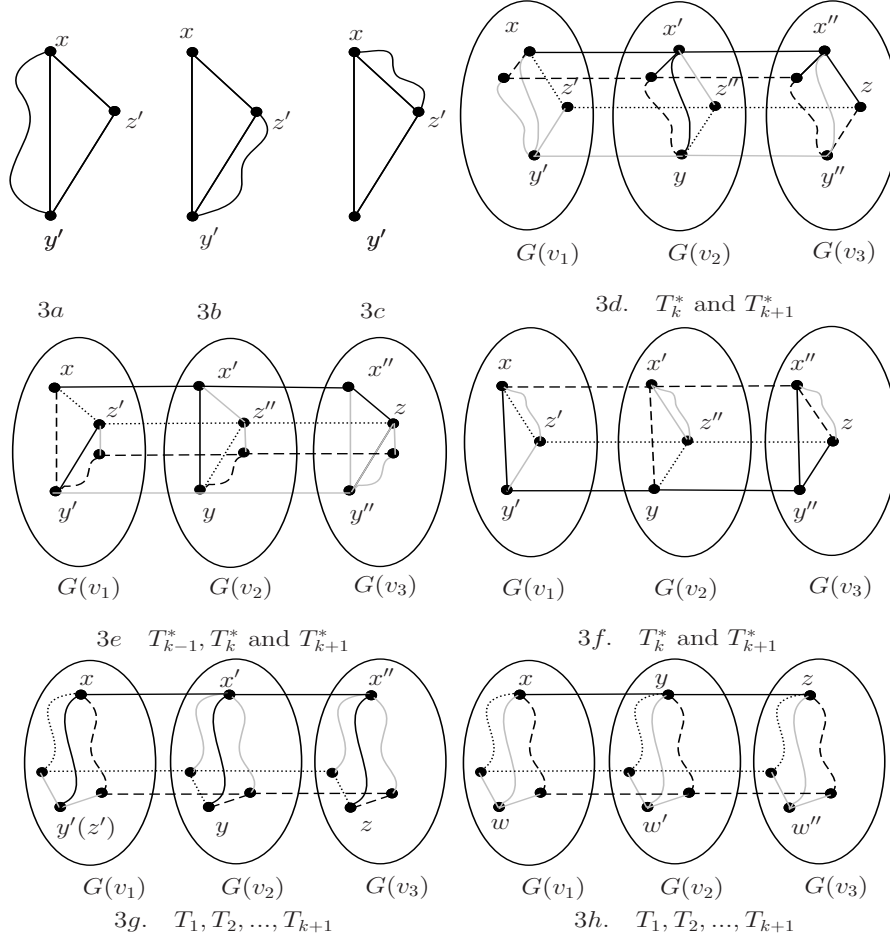 x
z′
y′
x
z′
y′
x
z′
y′
3a
3b
3c
x
x′
x″
z′
z″
z
y′
y
y″
G(v₁)
G(v₂)
G(v₃)
3d. T*ₖ and T*ₖ₊₁
x
x′
x″
z′
z″
z
y′
y
y″
G(v₁)
G(v₂)
G(v₃)
3e T*ₖ₋₁, T*ₖ and T*ₖ₊₁
x
x′
x″
z′
z″
z
y′
y
y″
G(v₁)
G(v₂)
G(v₃)
3f. T*ₖ and T*ₖ₊₁
x
x′
x″
y′(z′)
y
z
G(v₁)
G(v₂)
G(v₃)
3g. T₁, T₂, ..., Tₖ₊₁
x
y
z
w
w′
w″
G(v₁)
G(v₂)
G(v₃)
3h. T₁, T₂, ..., Tₖ₊₁